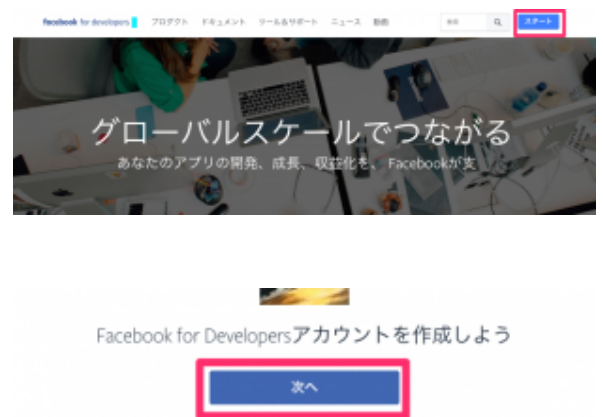 facebook for developers プロダクト ドキュメント ツール&サポート ニュース 動画 検索 スタート
グローバルスケールでつながる
あなたのアプリの開発、成長、収益化を、 Facebookが支
Facebook for Developersアカウントを作成しよう
次へ